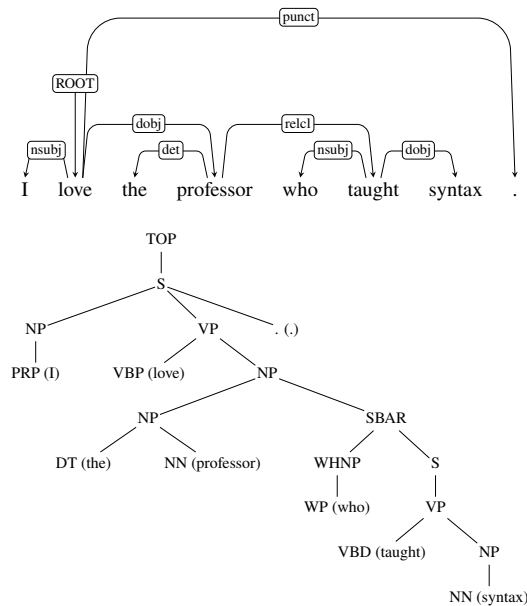 punct
ROOT
dobj relcl
nsubj det nsubj dobj
I love the professor who taught syntax .
TOP
S
NP VP . (.)
PRP (I) VBP (love) NP
NP SBAR
DT (the) NN (professor) WHNP S
WP (who) VP
VBD (taught) NP
NN (syntax)